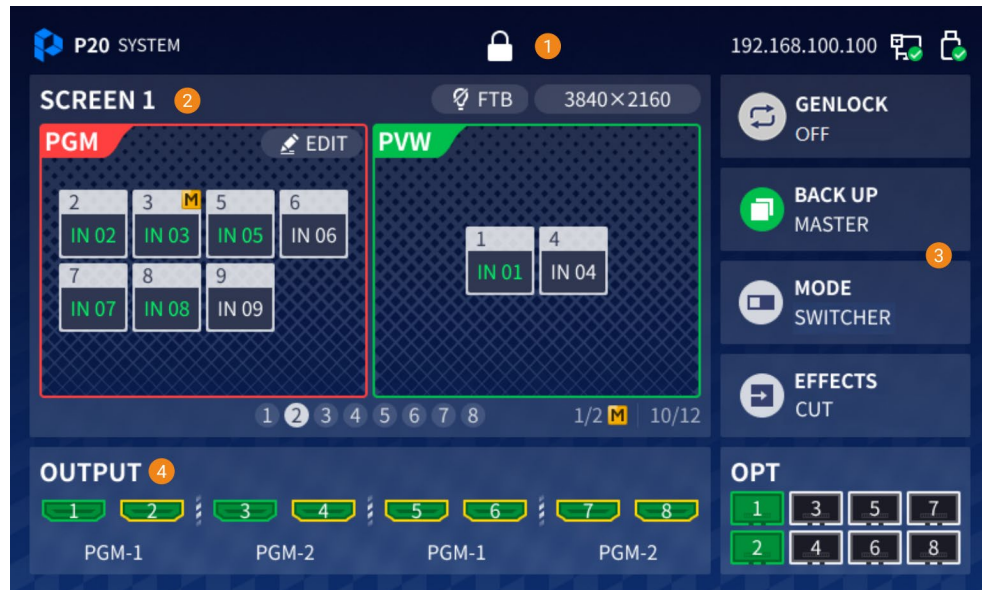 P20 SYSTEM
1
192.168.100.100
SCREEN 1 2
FTB
3840×2160
PGM
EDIT
PVW
2 3 M 5 6
IN 02 IN 03 IN 05 IN 06
7 8 9
IN 07 IN 08 IN 09
1 4
IN 01 IN 04
1 2 3 4 5 6 7 8
1/2 M 10/12
GENLOCK
OFF
BACK UP
MASTER
3
MODE
SWITCHER
EFFECTS
CUT
OUTPUT 4
1 2 3 4 5 6 7 8
PGM-1 PGM-2 PGM-1 PGM-2
OPT
1 3 5 7
2 4 6 8